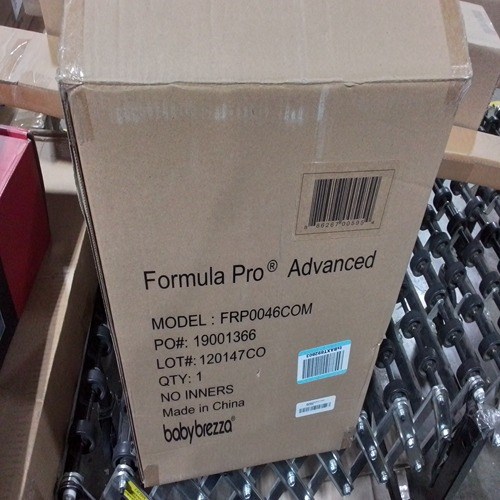 Formula Pro® Advanced
MODEL : FRP0046COM
PO#: 19001366
LOT#: 120147CO
QTY: 1
NO INNERS
Made in China
babybrezza®